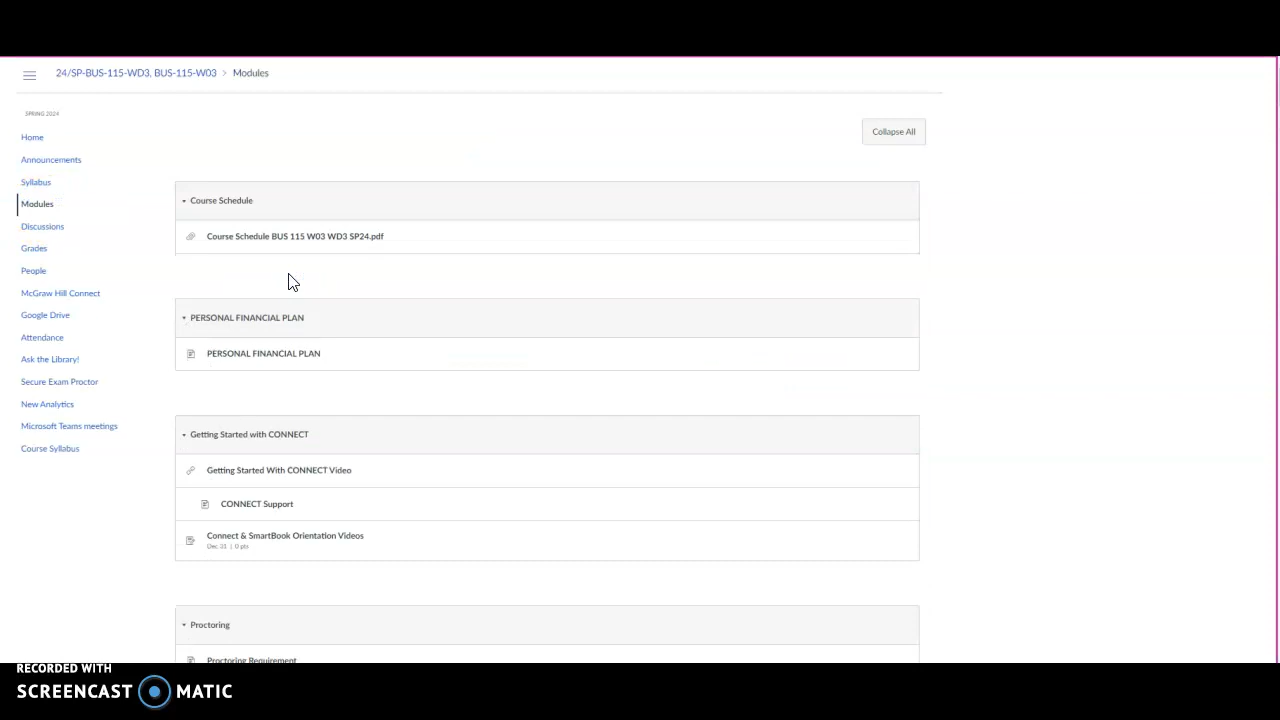 24/SP-BUS-115-WD3, BUS-115-W03 > Modules
SPRING 2024
Home
Announcements
Syllabus
Modules
Discussions
Grades
People
McGraw Hill Connect
Google Drive
Attendance
Ask the Library!
Secure Exam Proctor
New Analytics
Microsoft Teams meetings
Course Syllabus
Collapse All
Course Schedule
Course Schedule BUS 115 W03 WD3 SP24.pdf
PERSONAL FINANCIAL PLAN
PERSONAL FINANCIAL PLAN
Getting Started with CONNECT
Getting Started With CONNECT Video
CONNECT Support
Connect & SmartBook Orientation Videos
Dec 31 | 0 pts
Proctoring
Proctoring Requirement
RECORDED WITH
SCREENCAST MATIC